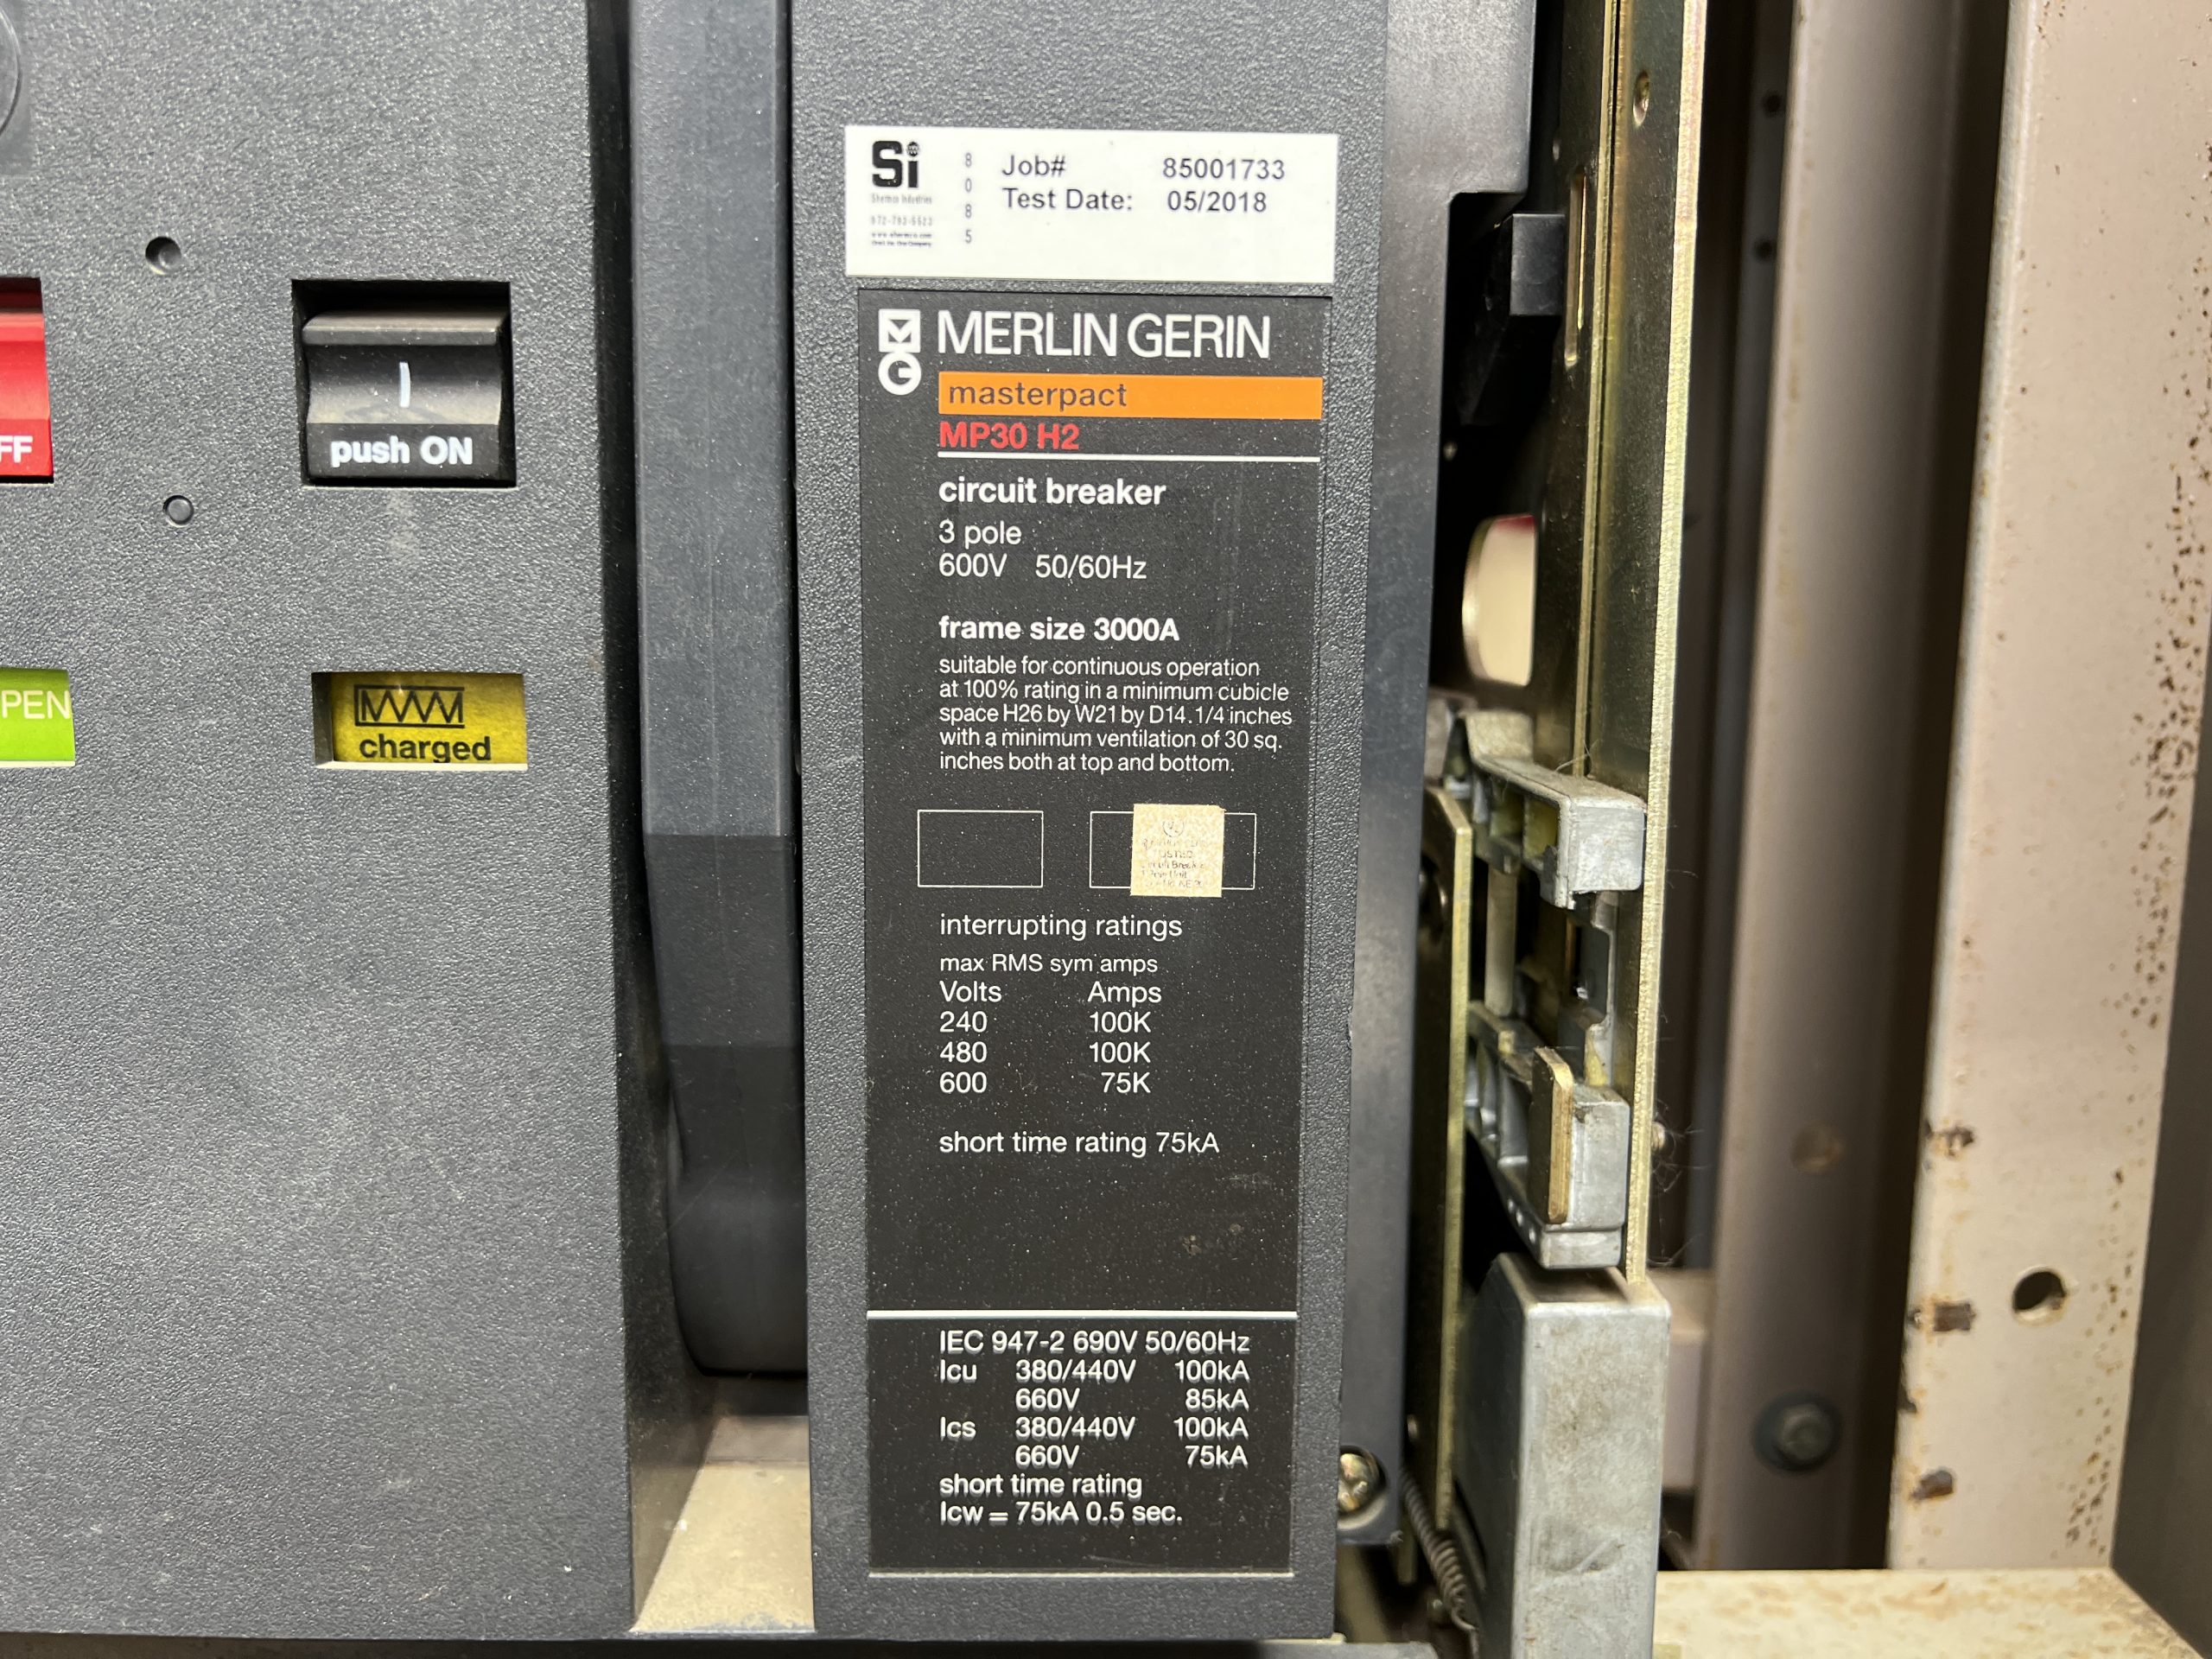 Si
Shermco Industries
8
0
8
5
Job# 85001733
Test Date: 05/2018
MERLIN GERIN
masterpact
MP30 H2
circuit breaker
3 pole
600V 50/60Hz
frame size 3000A
suitable for continuous operation
at 100% rating in a minimum cubicle
space H26 by W21 by D14.1/4 inches
with a minimum ventilation of 30 sq.
inches both at top and bottom.
interrupting ratings
max RMS sym amps
Volts Amps
240 100K
480 100K
600 75K
short time rating 75kA
IEC 947-2 690V 50/60Hz
Icu 380/440V 100kA
660V 85kA
Ics 380/440V 100kA
660V 75kA
short time rating
Icw = 75kA 0.5 sec.
FF
push ON
PEN
charged